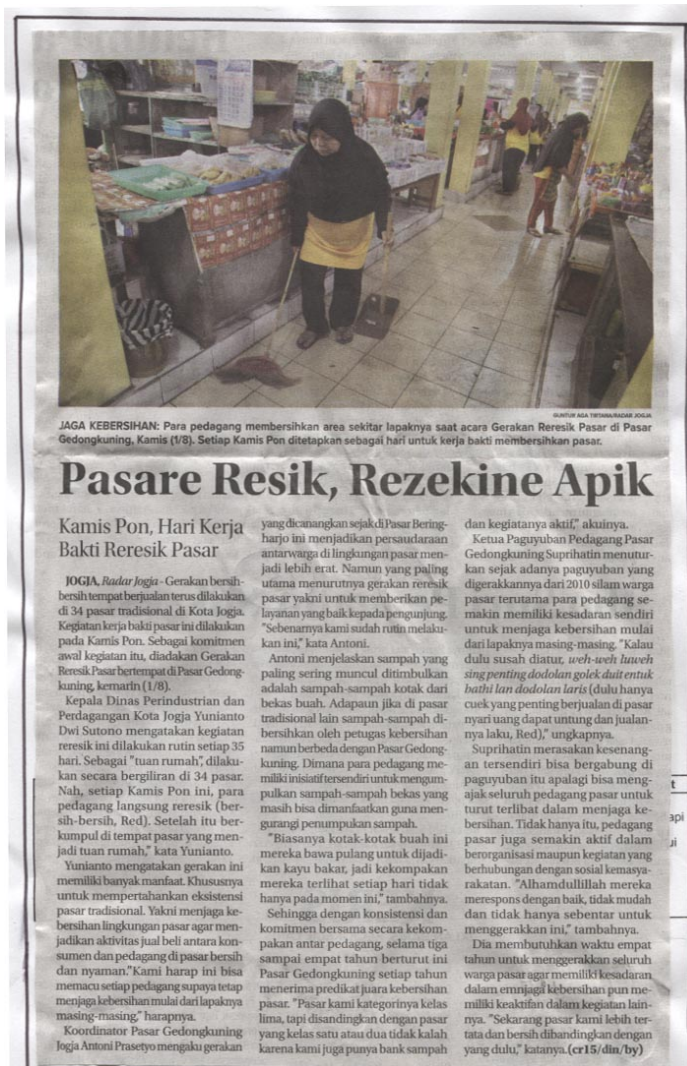 GUNTUR AGA TIRTANA/RADAR JOGJA
JAGA KEBERSIHAN: Para pedagang membersihkan area sekitar lapaknya saat acara Gerakan Reresik Pasar di Pasar
Gedongkuning, Kamis (1/8). Setiap Kamis Pon ditetapkan sebagai hari untuk kerja bakti membersihkan pasar.
Pasare Resik, Rezekine Apik
Kamis Pon, Hari Kerja
Bakti Reresik Pasar
JOGJA, Radar Jogja - Gerakan bersih-
bersih tempat berjualan terus dilakukan
di 34 pasar tradisional di Kota Jogja.
Kegiatan kerja bakti pasar ini dilakukan
pada Kamis Pon. Sebagai komitmen
awal kegiatan itu, diadakan Gerakan
Reresik Pasar bertempat di Pasar Gedong-
kuning, kemarin (1/8).
Kepala Dinas Perindustrian dan
Perdagangan Kota Jogja Yunianto
Dwi Sutono mengatakan kegiatan
reresik ini dilakukan rutin setiap 35
hari. Sebagai "tuan rumah", dilaku-
kan secara bergiliran di 34 pasar.
Nah, setiap Kamis Pon ini, para
pedagang langsung reresik (ber-
sih-bersih, Red). Setelah itu ber-
kumpul di tempat pasar yang men-
jadi tuan rumah," kata Yunianto.
Yunianto mengatakan gerakan ini
memiliki banyak manfaat. Khususnya
untuk mempertahankan eksistensi
pasar tradisional. Yakni menjaga ke-
bersihan lingkungan pasar agar men-
jadikan aktivitas jual beli antara kon-
sumen dan pedagang di pasar bersih
dan nyaman."Kami harap ini bisa
memacu setiap pedagang supaya tetap
menjaga kebersihan mulai dari lapaknya
masing-masing," harapnya.
Koordinator Pasar Gedongkuning
Jogja Antoni Prasetyo mengaku gerakan
yang dicanangkan sejak di Pasar Bering-
harjo ini menjadikan persaudaraan
antarwarga di lingkungan pasar men-
jadi lebih erat. Namun yang paling
utama menurutnya gerakan reresik
pasar yakni untuk memberikan pe-
layanan yang baik kepada pengunjung.
"Sebenarnya kami sudah rutin melaku-
kan ini," kata Antoni.
Antoni menjelaskan sampah yang
paling sering muncul ditimbulkan
adalah sampah-sampah kotak dari
bekas buah. Adapaun jika di pasar
tradisional lain sampah-sampah di-
bersihkan oleh petugas kebersihan
namun berbeda dengan Pasar Gedong-
kuning. Dimana para pedagang me-
miliki inisiatif tersendiri untuk mengum-
pulkan sampah-sampah bekas yang
masih bisa dimanfaatkan guna me-
ngurangi penumpukan sampah.
"Biasanya kotak-kotak buah ini
mereka bawa pulang untuk dijadi-
kan kayu bakar, jadi kekompakan
mereka terlihat setiap hari tidak
hanya pada momen ini," tambahnya.
Sehingga dengan konsistensi dan
komitmen bersama secara kekom-
pakan antar pedagang, selama tiga
sampai empat tahun berturut ini
Pasar Gedongkuning setiap tahun
menerima predikat juara kebersihan
pasar. "Pasar kami kategorinya kelas
lima, tapi disandingkan dengan pasar
yang kelas satu atau dua tidak kalah
karena kami juga punya bank sampah
dan kegiatanya aktif," akuinya.
Ketua Paguyuban Pedagang Pasar
Gedongkuning Suprihatin menutur-
kan sejak adanya paguyuban yang
digerakkannya dari 2010 silam warga
pasar terutama para pedagang se-
makin memiliki kesadaran sendiri
untuk menjaga kebersihan mulai
dari lapaknya masing-masing. "Kalau
dulu susah diatur, weh-weh luweh
sing penting dodolan golek duit entuk
bathi lan dodolan laris (dulu hanya
cuek yang penting berjualan di pasar
nyari uang dapat untung dan jualan-
nya laku, Red)," ungkapnya.
Suprihatin merasakan kesenang-
an tersendiri bisa bergabung di
paguyuban itu apalagi bisa meng-
ajak seluruh pedagang pasar untuk
turut terlibat dalam menjaga ke-
bersihan. Tidak hanya itu, pedagang
pasar juga semakin aktif dalam
berorganisasi maupun kegiatan yang
berhubungan dengan sosial kemasya-
rakatan. "Alhamdullillah mereka
merespons dengan baik, tidak mudah
dan tidak hanya sebentar untuk
menggerakkan ini," tambahnya.
Dia membutuhkan waktu empat
tahun untuk menggerakkan seluruh
warga pasar agar memiliki kesadaran
dalam emnjaga kebersihan pun me-
miliki keaktifan dalam kegiatan lain-
nya. "Sekarang pasar kami lebih ter-
tata dan bersih dibandingkan dengan
yang dulu," katanya.(cr15/din/by)